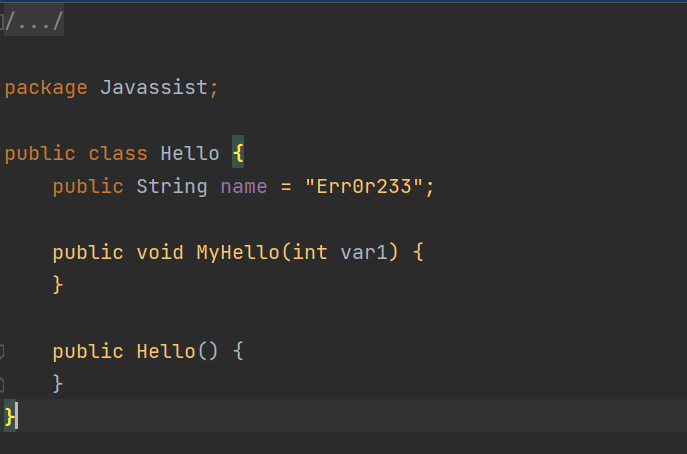 /.../
package Javassist;
public class Hello {
public String name = "Err0r233";
public void MyHello(int var1) {
}
public Hello() {
}
}